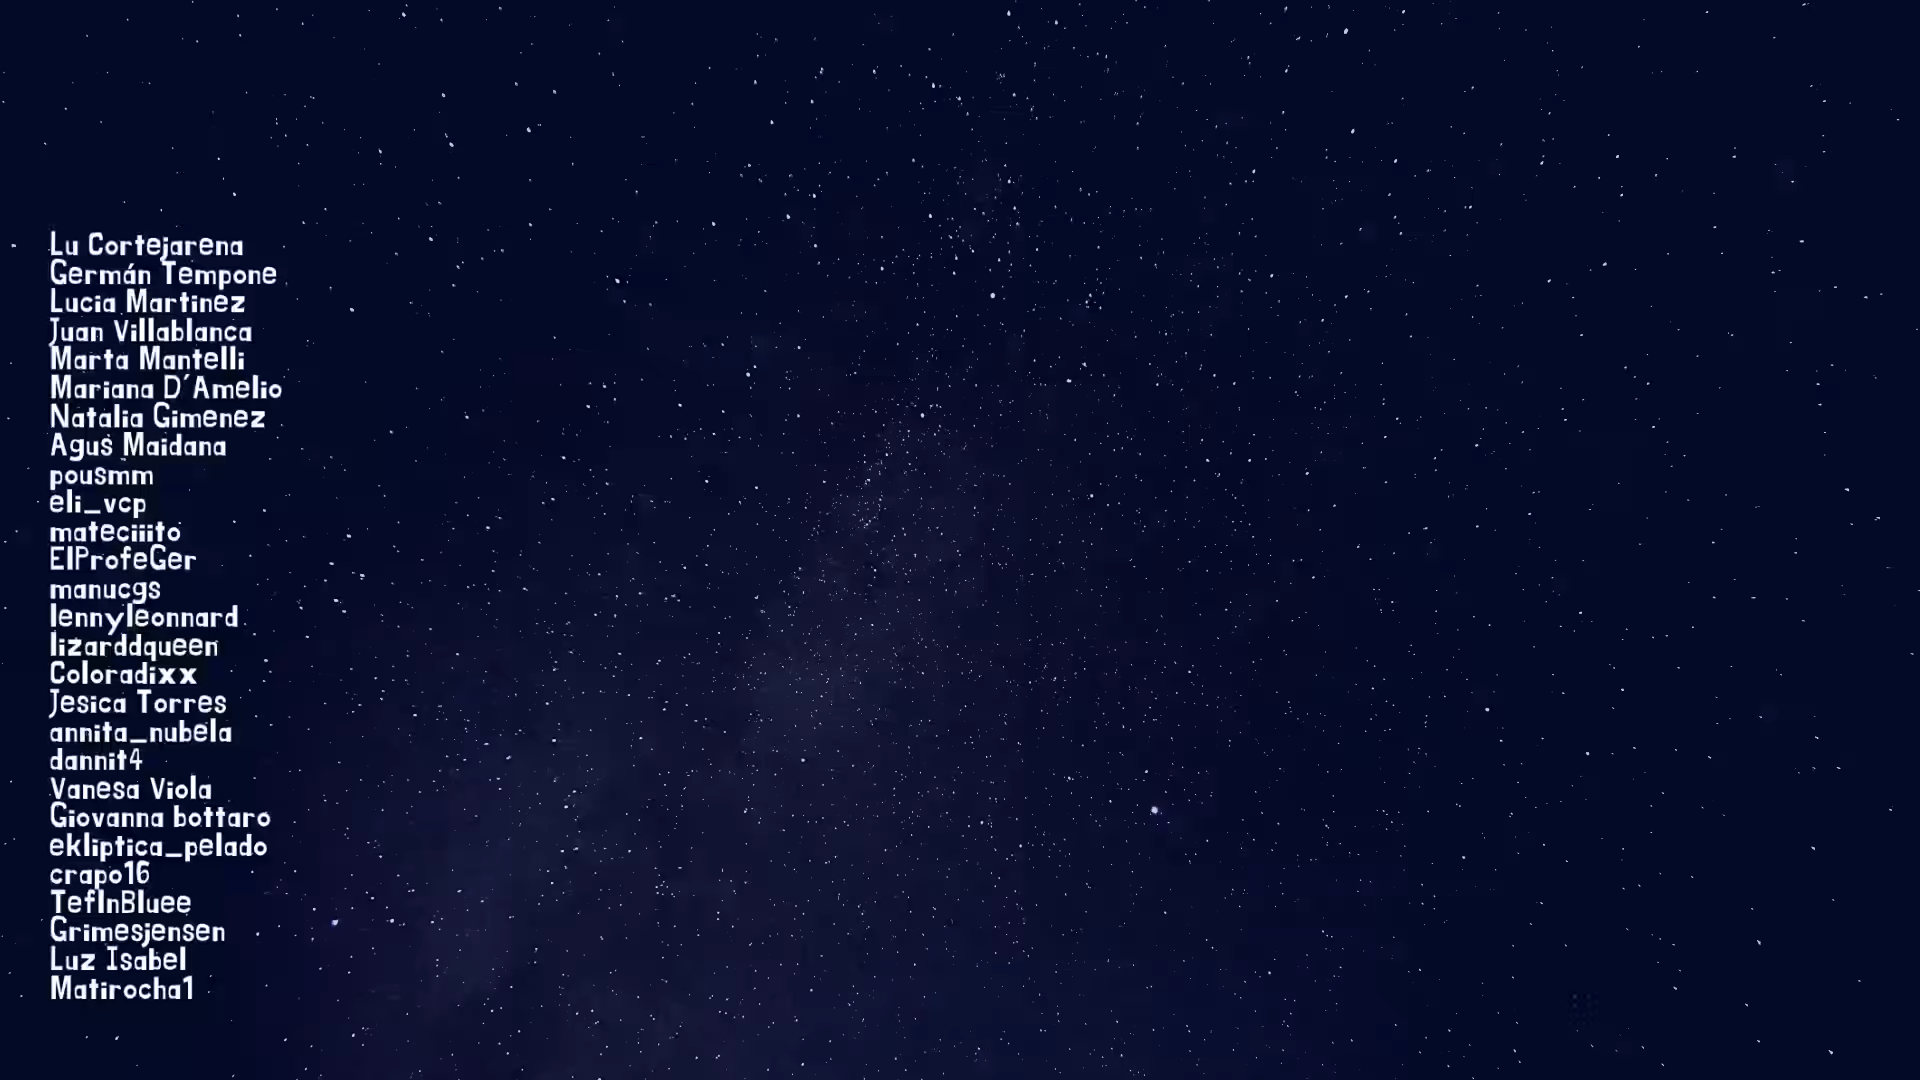 Lu Cortejarena
Germán Tempone
Lucia Martinez
Juan Villablanca
Marta Mantelli
Mariana D´Amelio
Natalia Gimenez
Agus Maidana
pousmm
eli_vcp
mateciiito
ElProfeGer
manucgs
lennyleonnard
lizarddqueen
Coloradixx
Jesica Torres
annita_nubela
dannit4
Vanesa Viola
Giovanna bottaro
ekliptica_pelado
crapo16
TefInBluee
Grimesjensen
Luz Isabel
Matirocha1